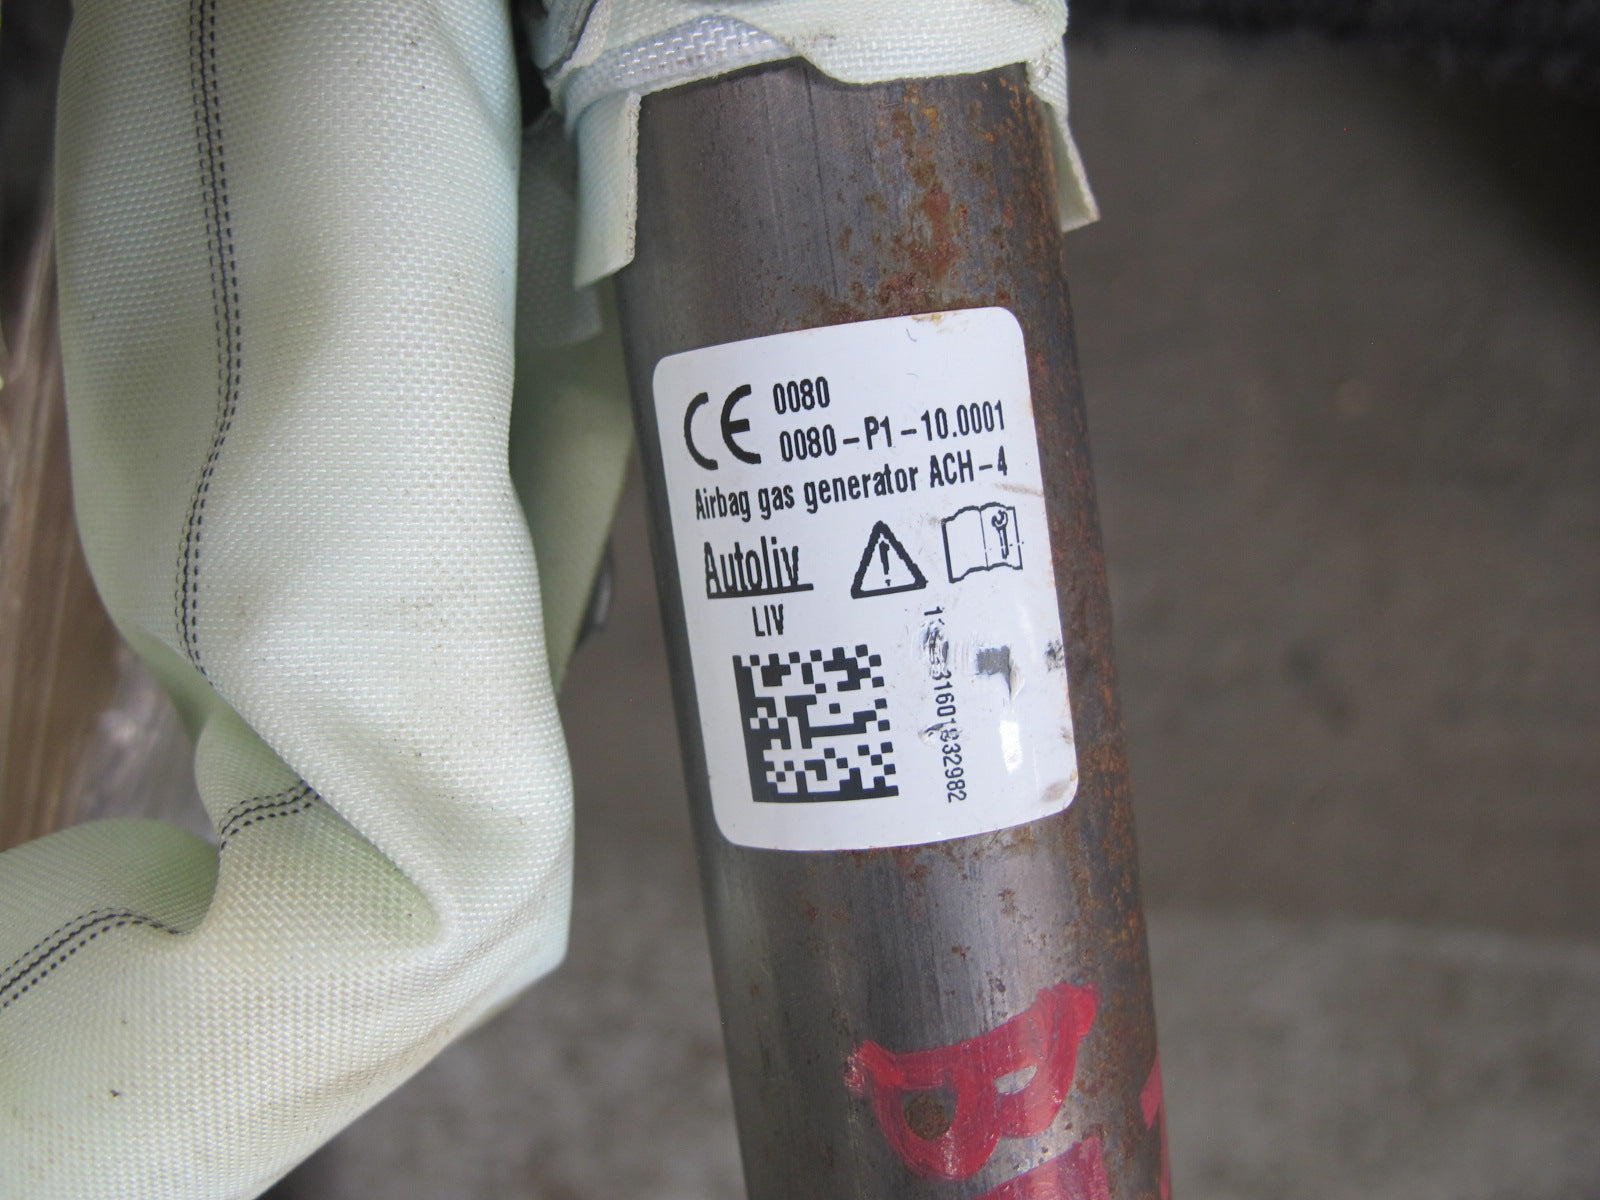 CE 0080
0080-P1-10.0001
Airbag gas generator ACH-4
Autoliv
LIV
B